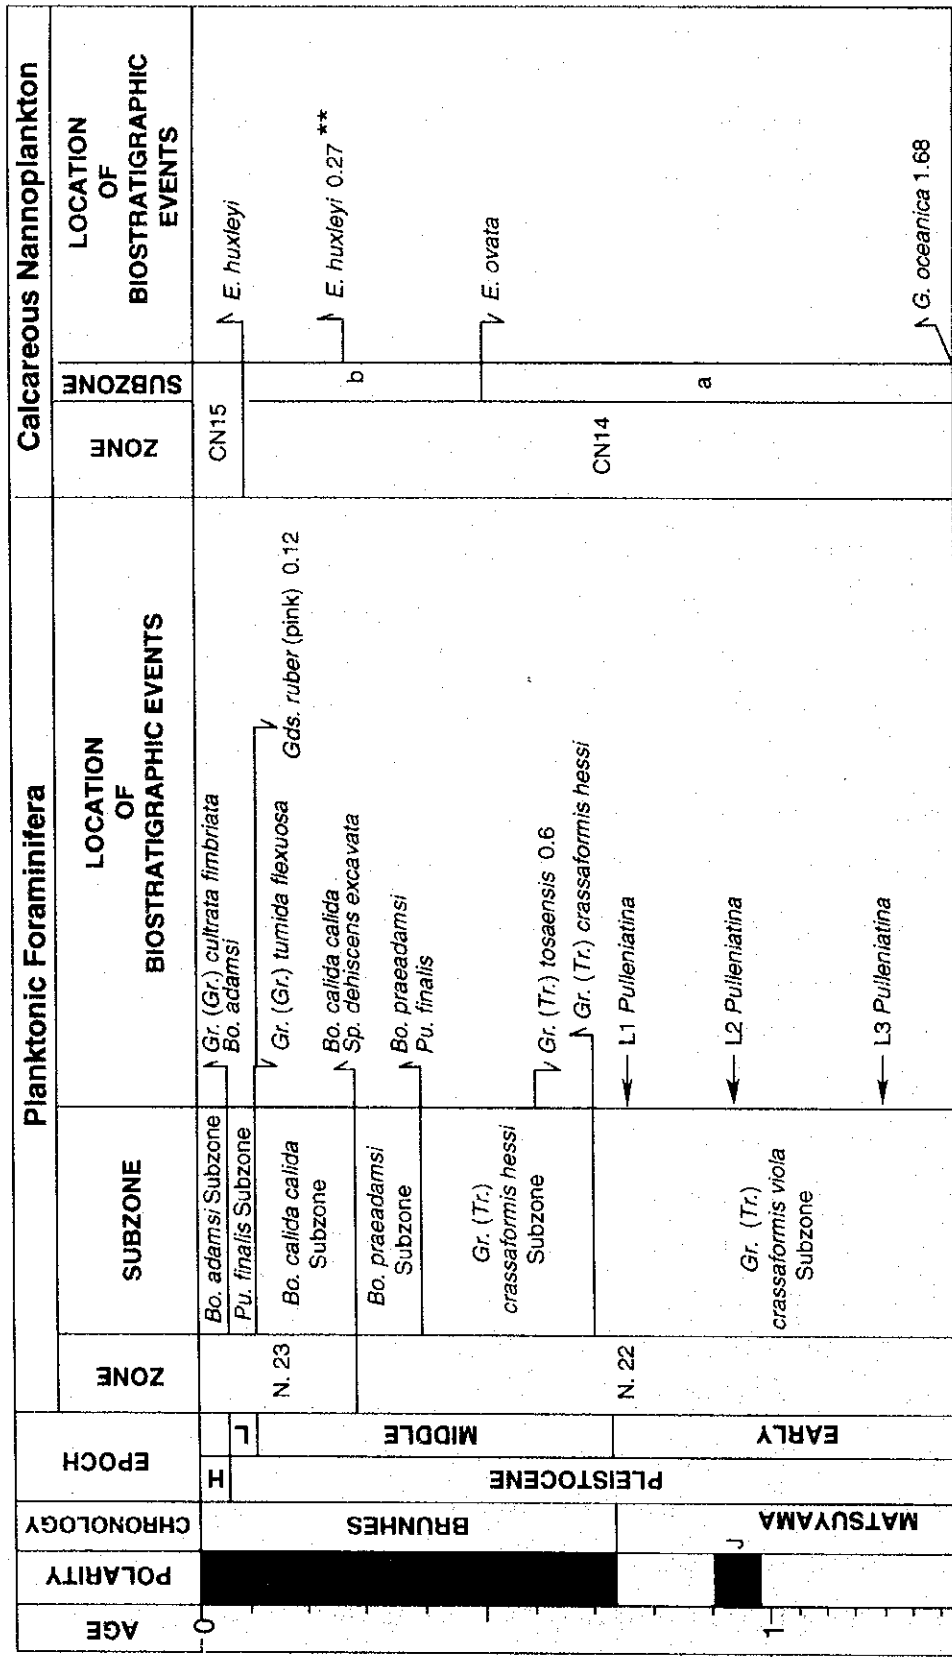 Planktonic Foraminifera
Calcareous Nannoplankton
AGE
POLARITY
CHRONOLOGY
EPOCH
ZONE
SUBZONE
LOCATION
OF
BIOSTRATIGRAPHIC EVENTS
ZONE
SUBZONE
LOCATION
OF
BIOSTRATIGRAPHIC
EVENTS
0
1
J
BRUNHES
MATSUYAMA
H
PLEISTOCENE
L
MIDDLE
EARLY
N. 23
N. 22
Bo. adamsi Subzone
Pu. finalis Subzone
Bo. calida calida
Subzone
Bo. praeadamsi
Subzone
Gr. (Tr.)
crassaformis hessi
Subzone
Gr. (Tr.)
crassaformis viola
Subzone
Gr. (Gr.) cultrata fimbriata
Bo. adamsi
Gr. (Gr.) tumida flexuosa
Gds. ruber (pink) 0.12
Bo. calida calida
Sp. dehiscens excavata
Bo. praeadamsi
Pu. finalis
Gr. (Tr.) tosaensis 0.6
Gr. (Tr.) crassaformis hessi
L1 Pulleniatina
L2 Pulleniatina
L3 Pulleniatina
CN15
CN14
b
a
E. huxleyi
E. huxleyi 0.27 **
E. ovata
G. oceanica 1.68